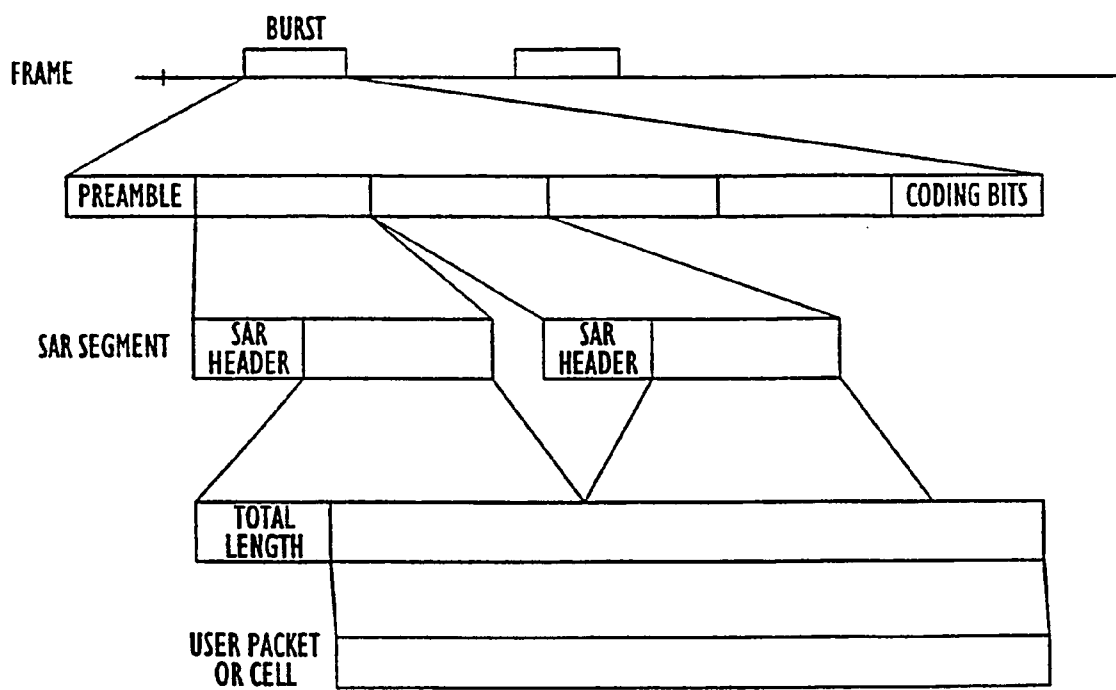 BURST
FRAME
PREAMBLE
CODING BITS
SAR SEGMENT
SAR
HEADER
SAR
HEADER
TOTAL
LENGTH
USER PACKET
OR CELL